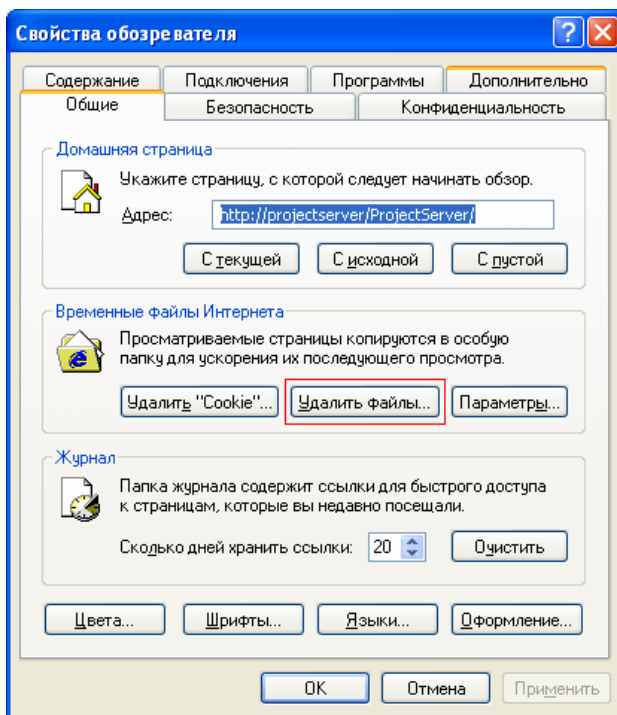 Свойства обозревателя
Содержание Подключения Программы Дополнительно
Общие Безопасность Конфиденциальность
Домашняя страница
Укажите страницу, с которой следует начинать обзор.
Адрес: http://projectserver/ProjectServer/
С текущей С исходной С пустой
Временные файлы Интернета
Просматриваемые страницы копируются в особую
папку для ускорения их последующего просмотра.
Удалить "Cookie"... Удалить файлы... Параметры...
Журнал
Папка журнала содержит ссылки для быстрого доступа
к страницам, которые вы недавно посещали.
Сколько дней хранить ссылки: 20 Очистить
Цвета... Шрифты... Языки... Оформление...
OK Отмена Применить